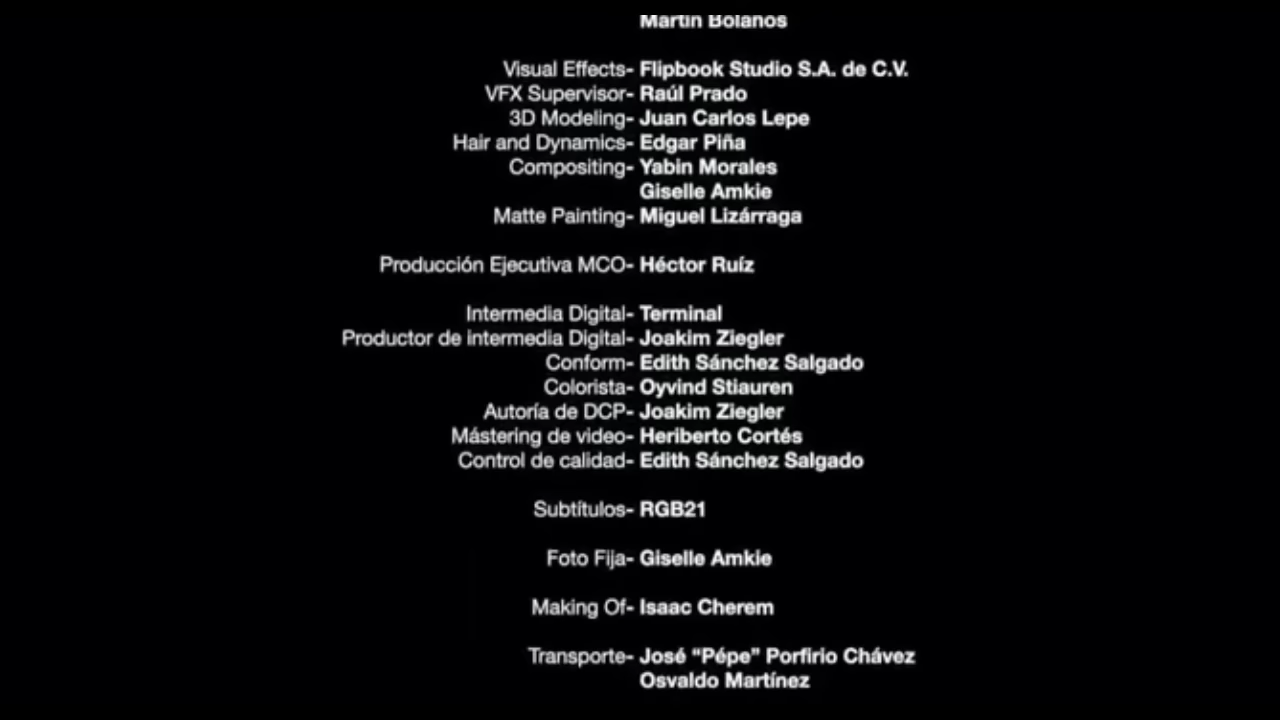 Martin Bolaños
Visual Effects- Flipbook Studio S.A. de C.V.
VFX Supervisor- Raúl Prado
3D Modeling- Juan Carlos Lepe
Hair and Dynamics- Edgar Piña
Compositing- Yabin Morales
Giselle Amkie
Matte Painting- Miguel Lizárraga
Producción Ejecutiva MCO- Héctor Ruíz
Intermedia Digital- Terminal
Productor de intermedia Digital- Joakim Ziegler
Conform- Edith Sánchez Salgado
Colorista- Oyvind Stiauren
Autoría de DCP- Joakim Ziegler
Mástering de video- Heriberto Cortés
Control de calidad- Edith Sánchez Salgado
Subtítulos- RGB21
Foto Fija- Giselle Amkie
Making Of- Isaac Cherem
Transporte- José “Pépe” Porfirio Chávez
Osvaldo Martínez